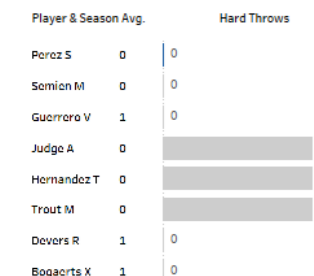 Player & Season Avg. Hard Throws
Perez S 0 0
Semien M 0 0
Guerrero V 1 0
Judge A 0
Hernandez T 0
Trout M 0
Devers R 1 0
Bogaerts X 1 0